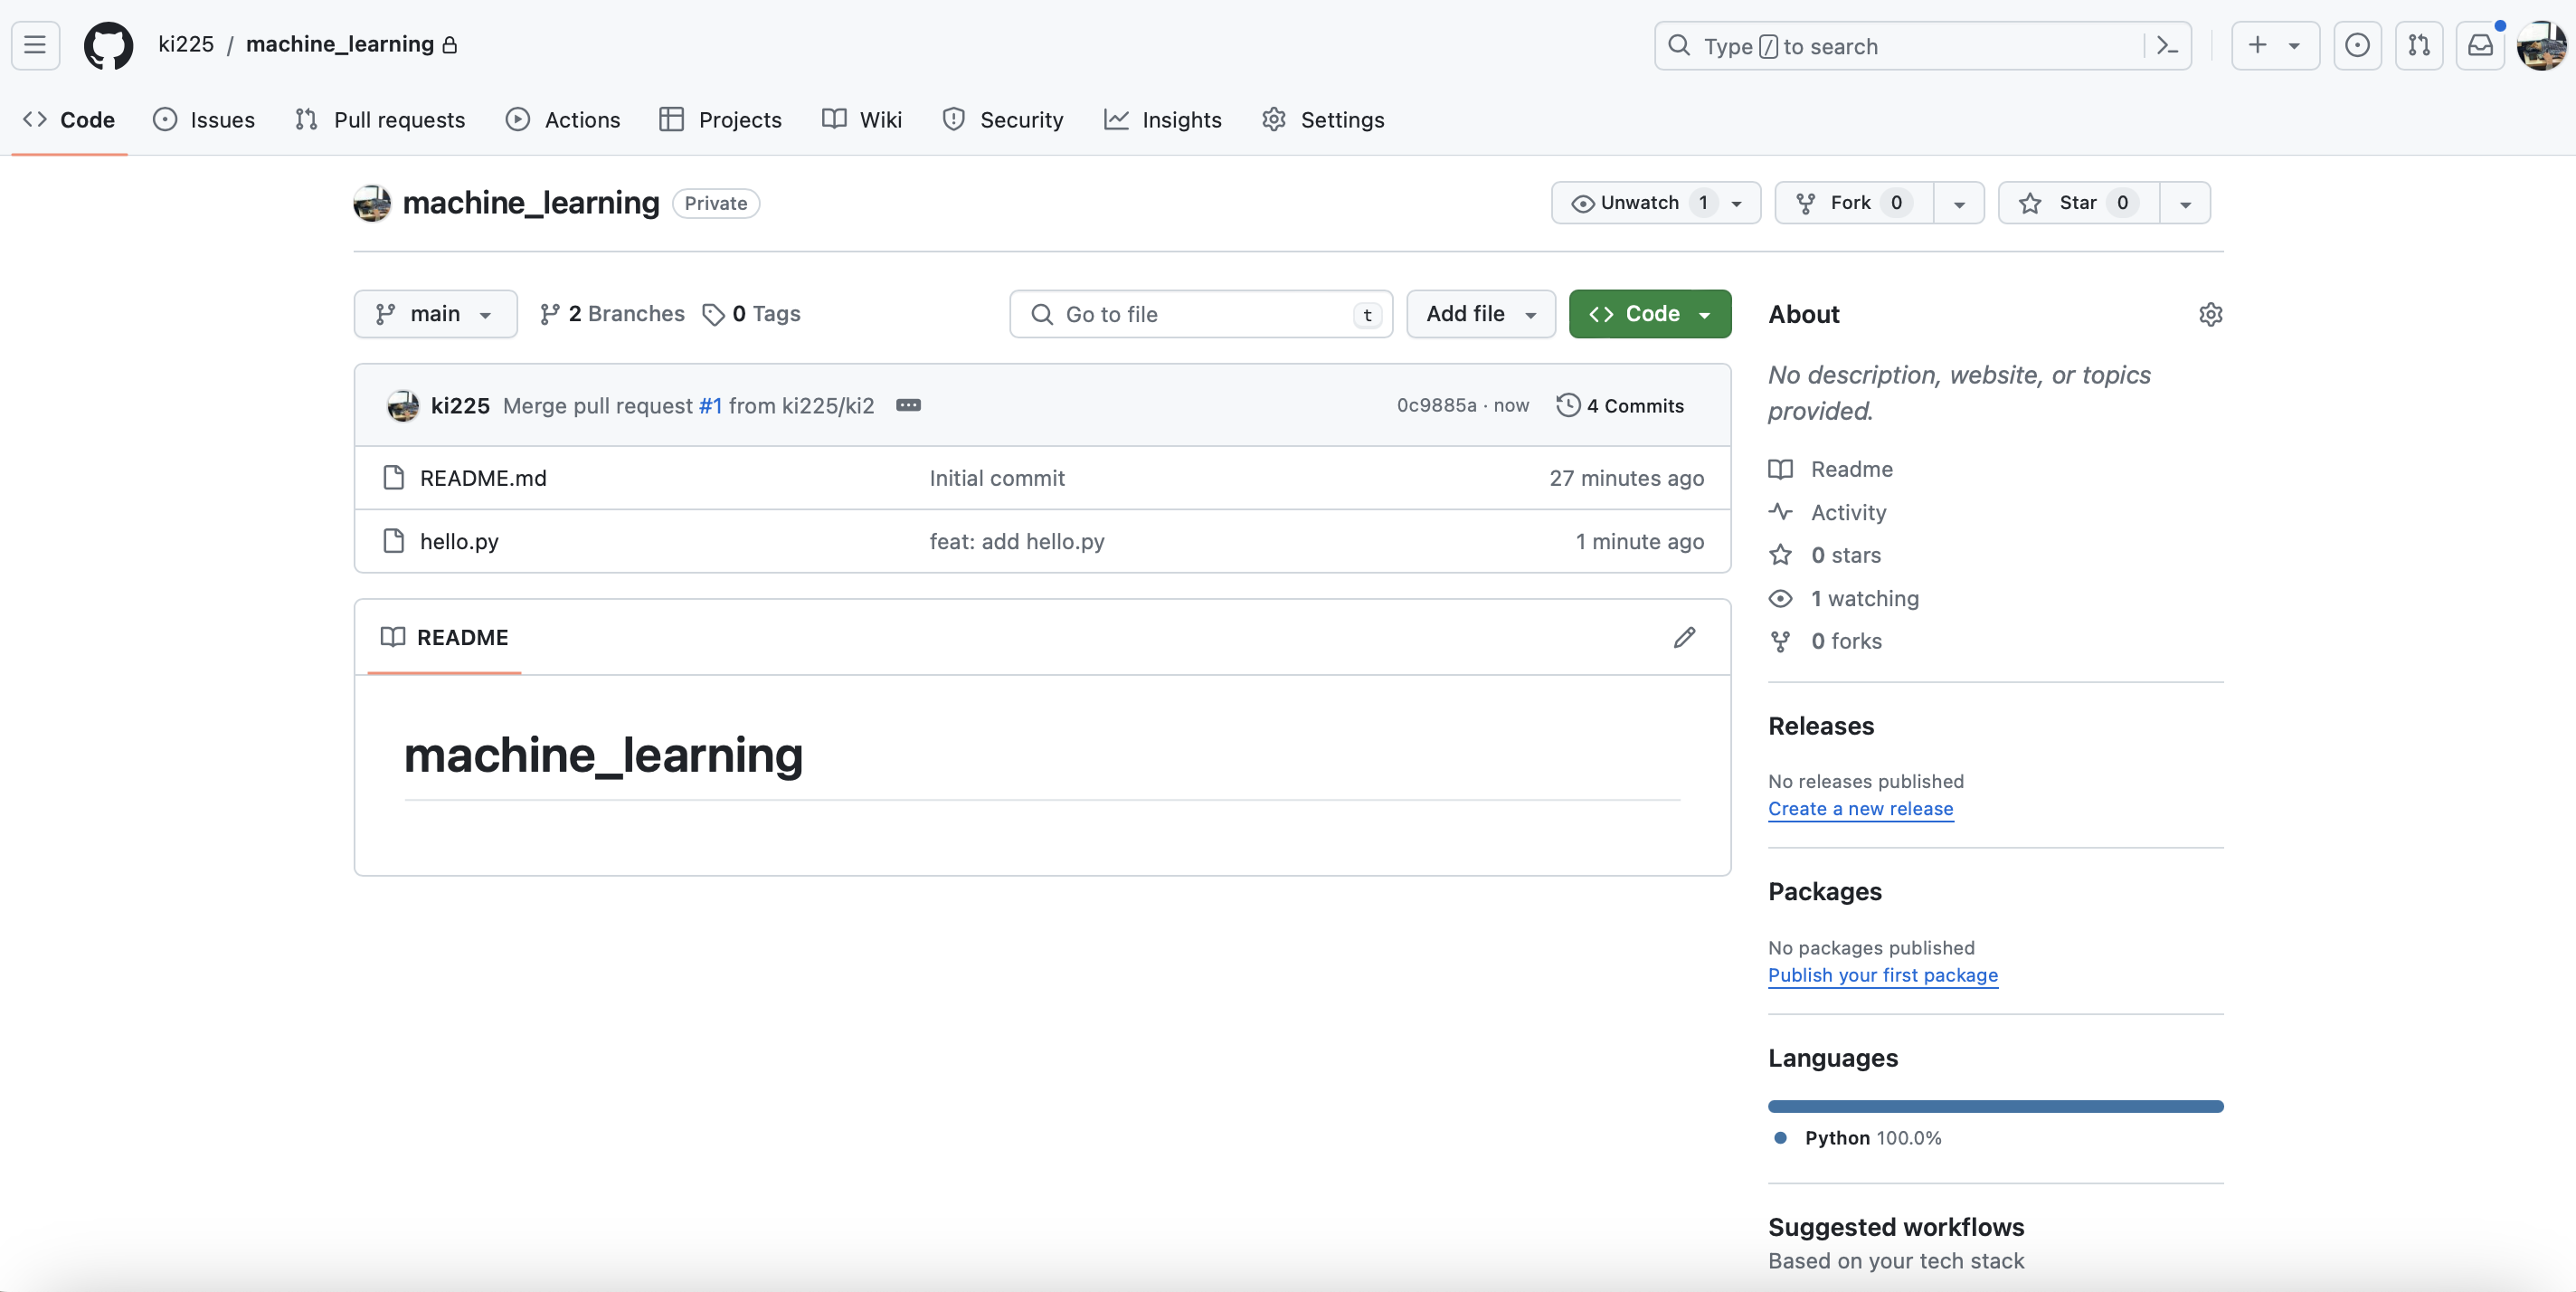 ki225 / machine_learning
Type / to search
Code
Issues
Pull requests
Actions
Projects
Wiki
Security
Insights
Settings
machine_learning Private
Unwatch 1
Fork 0
Star 0
main
2 Branches
0 Tags
Go to file t
Add file
Code
ki225 Merge pull request #1 from ki225/ki2
0c9885a · now
4 Commits
README.md Initial commit 27 minutes ago
hello.py feat: add hello.py 1 minute ago
README
machine_learning
About
No description, website, or topics
provided.
Readme
Activity
0 stars
1 watching
0 forks
Releases
No releases published
Create a new release
Packages
No packages published
Publish your first package
Languages
Python 100.0%
Suggested workflows
Based on your tech stack